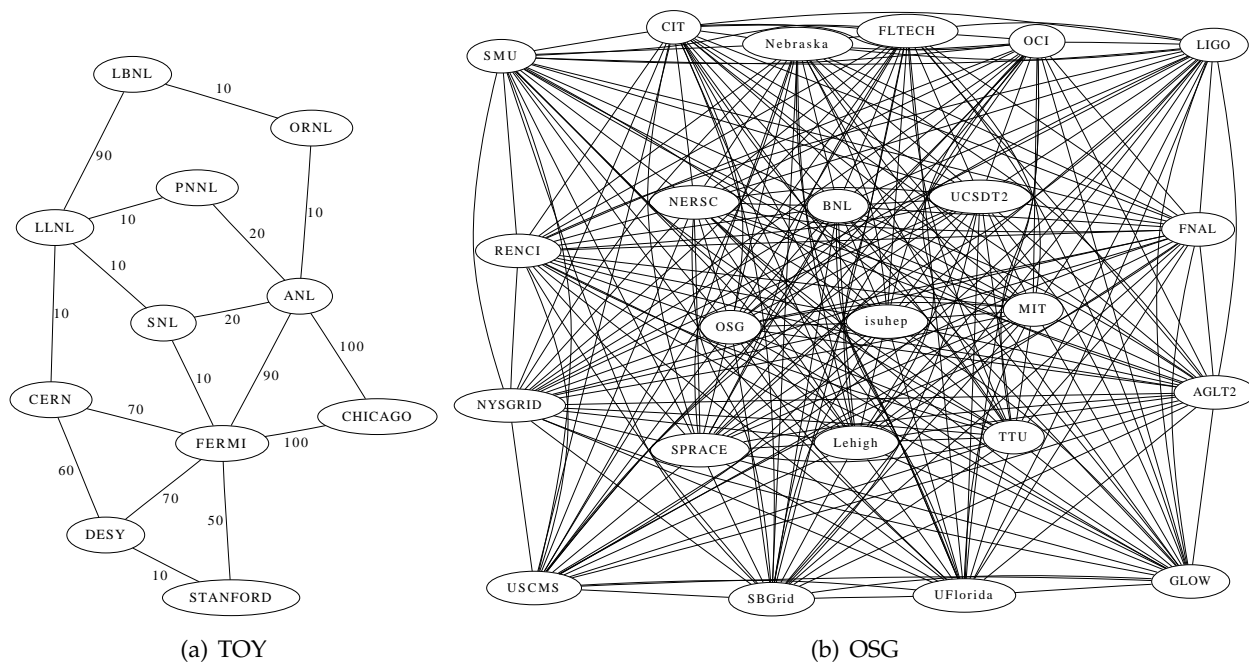 LBNL
10
ORNL
90
PNNL
10
LLNL
10
20
10
ANL
SNL
20
10
100
10
90
CERN
70
CHICAGO
FERMI
100
60
70
50
DESY
10
STANFORD
(a) TOY
CIT
FLTECH
Nebraska
OCI
LIGO
SMU
NERSC
BNL
UCSDT2
FNAL
RENCI
OSG
isuhep
MIT
NYSGRID
AGLT2
SPRACE
Lehigh
TTU
USCMS
SBGrid
UFlorida
GLOW
(b) OSG